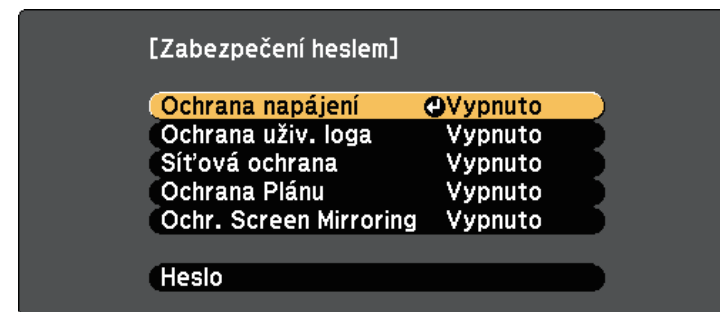 [Zabezpečení heslem]
Ochrana napájení Vypnuto
Ochrana uživ. loga Vypnuto
Síťová ochrana Vypnuto
Ochrana Plánu Vypnuto
Ochr. Screen Mirroring Vypnuto
Heslo